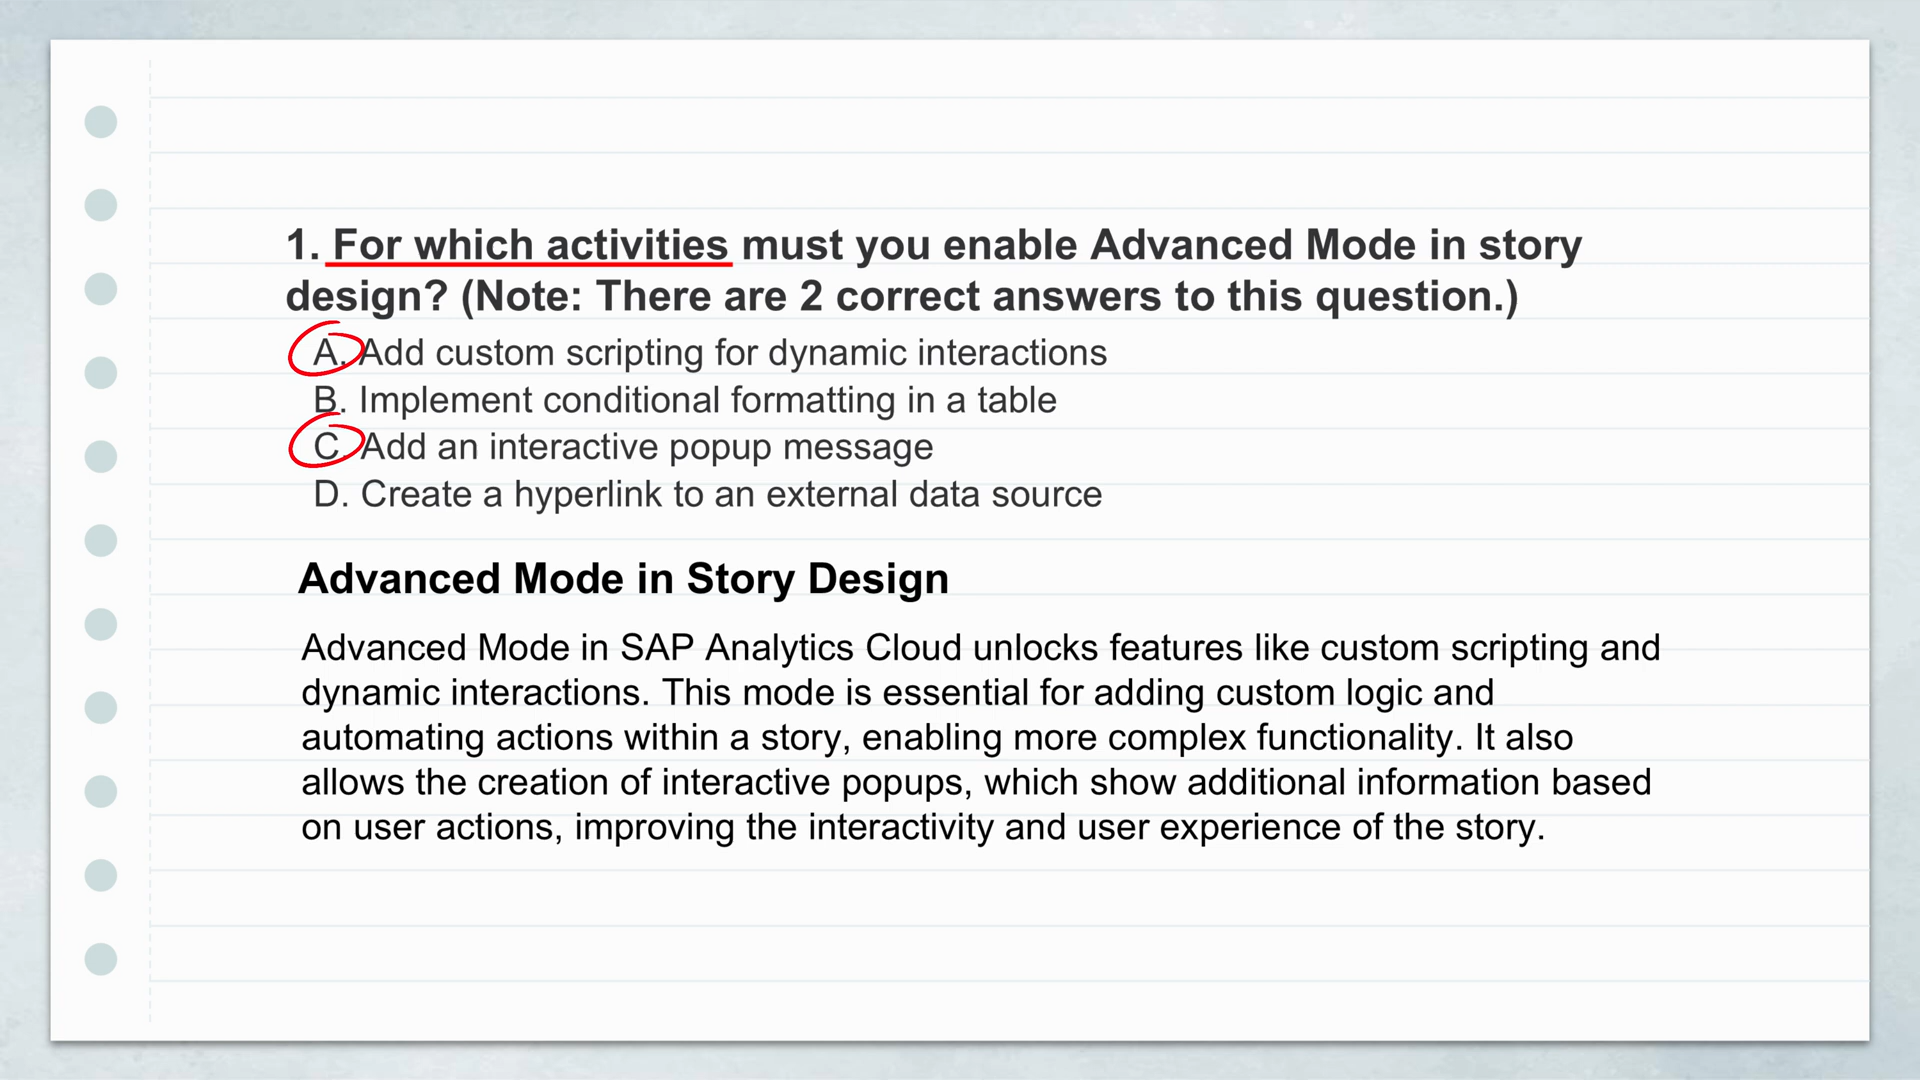 1. For which activities must you enable Advanced Mode in story
design? (Note: There are 2 correct answers to this question.)
A. Add custom scripting for dynamic interactions
B. Implement conditional formatting in a table
C. Add an interactive popup message
D. Create a hyperlink to an external data source
Advanced Mode in Story Design
Advanced Mode in SAP Analytics Cloud unlocks features like custom scripting and
dynamic interactions. This mode is essential for adding custom logic and
automating actions within a story, enabling more complex functionality. It also
allows the creation of interactive popups, which show additional information based
on user actions, improving the interactivity and user experience of the story.